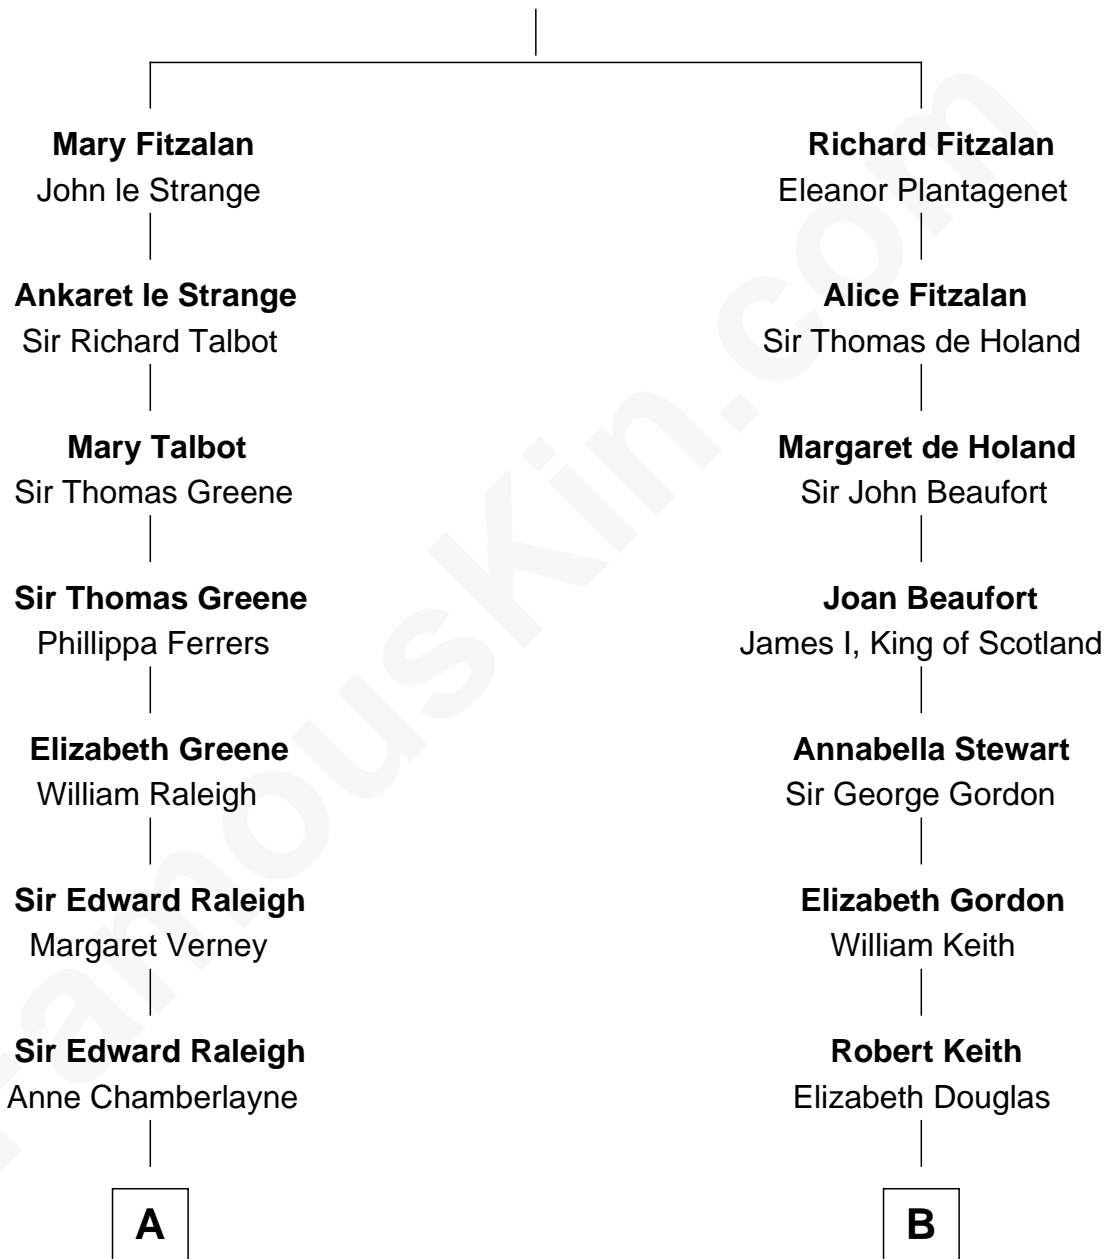 Mary Fitzalan
John le Strange
Ankaret le Strange
Sir Richard Talbot
Mary Talbot
Sir Thomas Greene
Sir Thomas Greene
Phillippa Ferrers
Elizabeth Greene
William Raleigh
Sir Edward Raleigh
Margaret Verney
Sir Edward Raleigh
Anne Chamberlayne
A
Richard Fitzalan
Eleanor Plantagenet
Alice Fitzalan
Sir Thomas de Holand
Margaret de Holand
Sir John Beaufort
Joan Beaufort
James I, King of Scotland
Annabella Stewart
Sir George Gordon
Elizabeth Gordon
William Keith
Robert Keith
Elizabeth Douglas
B
FamousKin.com